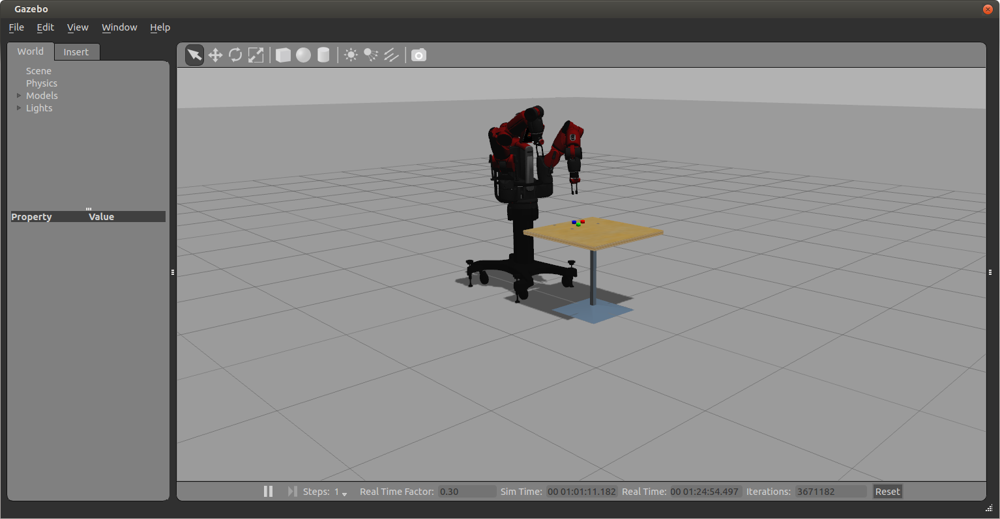 Gazebo
File Edit View Window Help
World Insert
Scene
Physics
Models
Lights
Property Value
Steps: 1 Real Time Factor: 0.30 Sim Time: 00 01:01:11.182 Real Time: 00 01:24:54.497 Iterations: 3671182 Reset